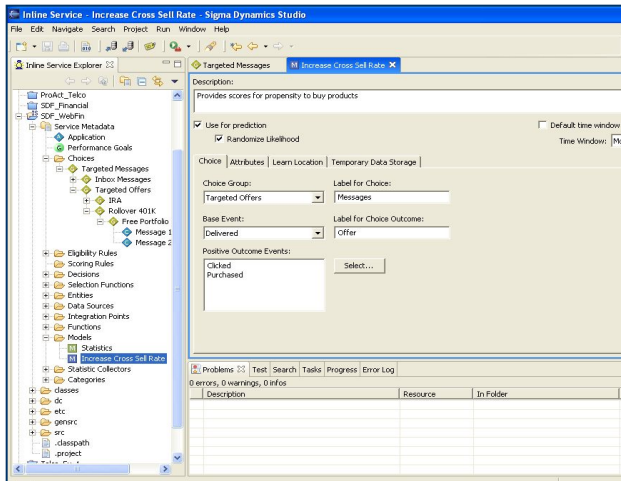 Inline Service - Increase Cross Sell Rate - Sigma Dynamics Studio
File Edit Navigate Search Project Run Window Help
Inline Service Explorer
Targeted Messages
Increase Cross Sell Rate
Description:
Provides scores for propensity to buy products
Use for prediction
Default time window
Randomize Likelihood
Time Window:
Choice Attributes Learn Location Temporary Data Storage
Choice Group:
Label for Choice:
Targeted Offers
Messages
Base Event:
Label for Choice Outcome:
Delivered
Offer
Positive Outcome Events:
Clicked
Purchased
Select...
ProAct_Telco
SDF_Financial
SDF_WebFin
Service Metadata
Application
Performance Goals
Choices
Targeted Messages
Inbox Messages
Targeted Offers
IRA
Rollover 401K
Free Portfolio
Message 1
Message 2
Eligibility Rules
Scoring Rules
Decisions
Selection Functions
Entities
Data Sources
Integration Points
Functions
Models
Statistics
Increase Cross Sell Rate
Statistic Collectors
Categories
classes
dc
etc
gensrc
src
.classpath
.project
Problems Test Search Tasks Progress Error Log
0 errors, 0 warnings, 0 infos
Description Resource In Folder